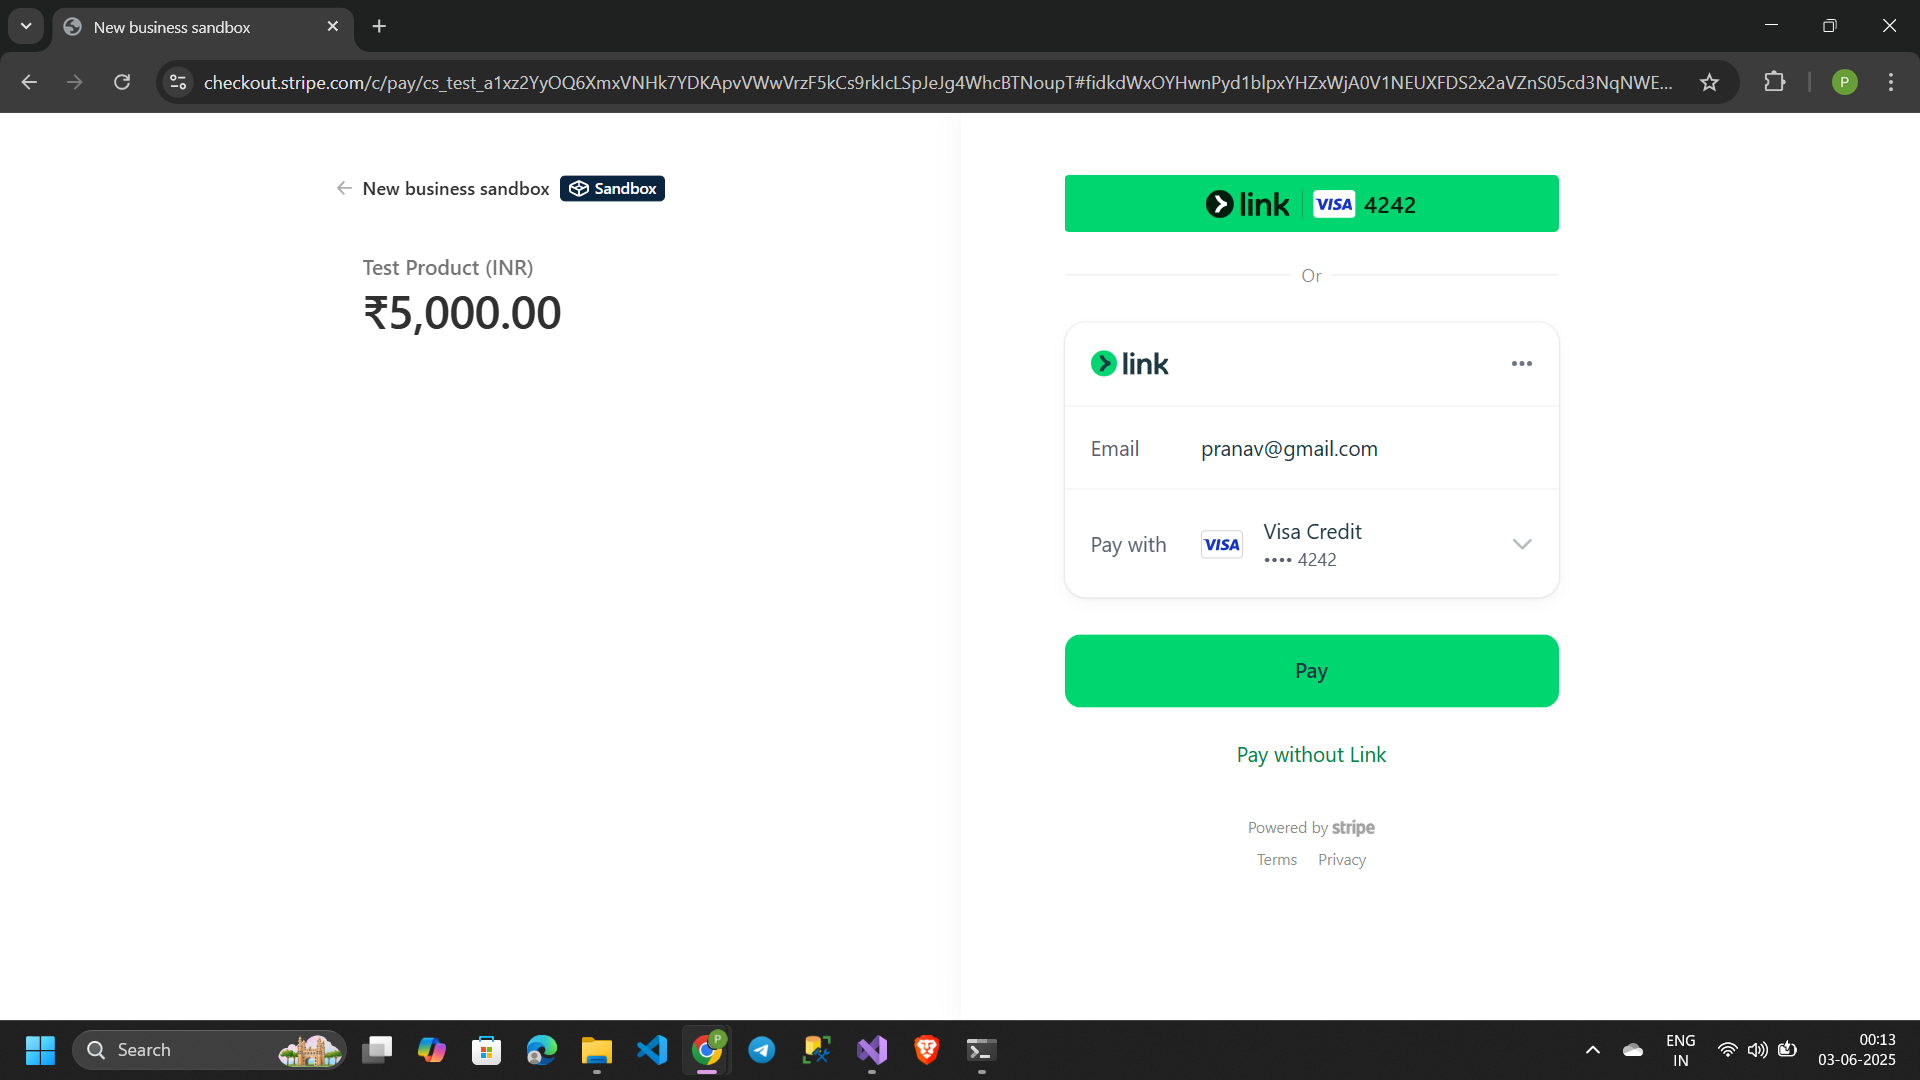 New business sandbox
checkout.stripe.com/c/pay/cs_test_a1xz2YyOQ6XmxVNHk7YDKApvVWwVrzF5kCs9rkIcLSpJeJg4WhcBTNoupT#fidkdWxOYHwnPyd1blpxYHZxWjA0V1NEUXFDS2x2aVZnS05cd3NqNWE...
P
New business sandbox Sandbox
Test Product (INR)
₹5,000.00
link VISA 4242
Or
link
Email pranav@gmail.com
Pay with VISA Visa Credit
•••• 4242
Pay
Pay without Link
Powered by stripe
Terms Privacy
Search
P
ENG
IN
00:13
03-06-2025